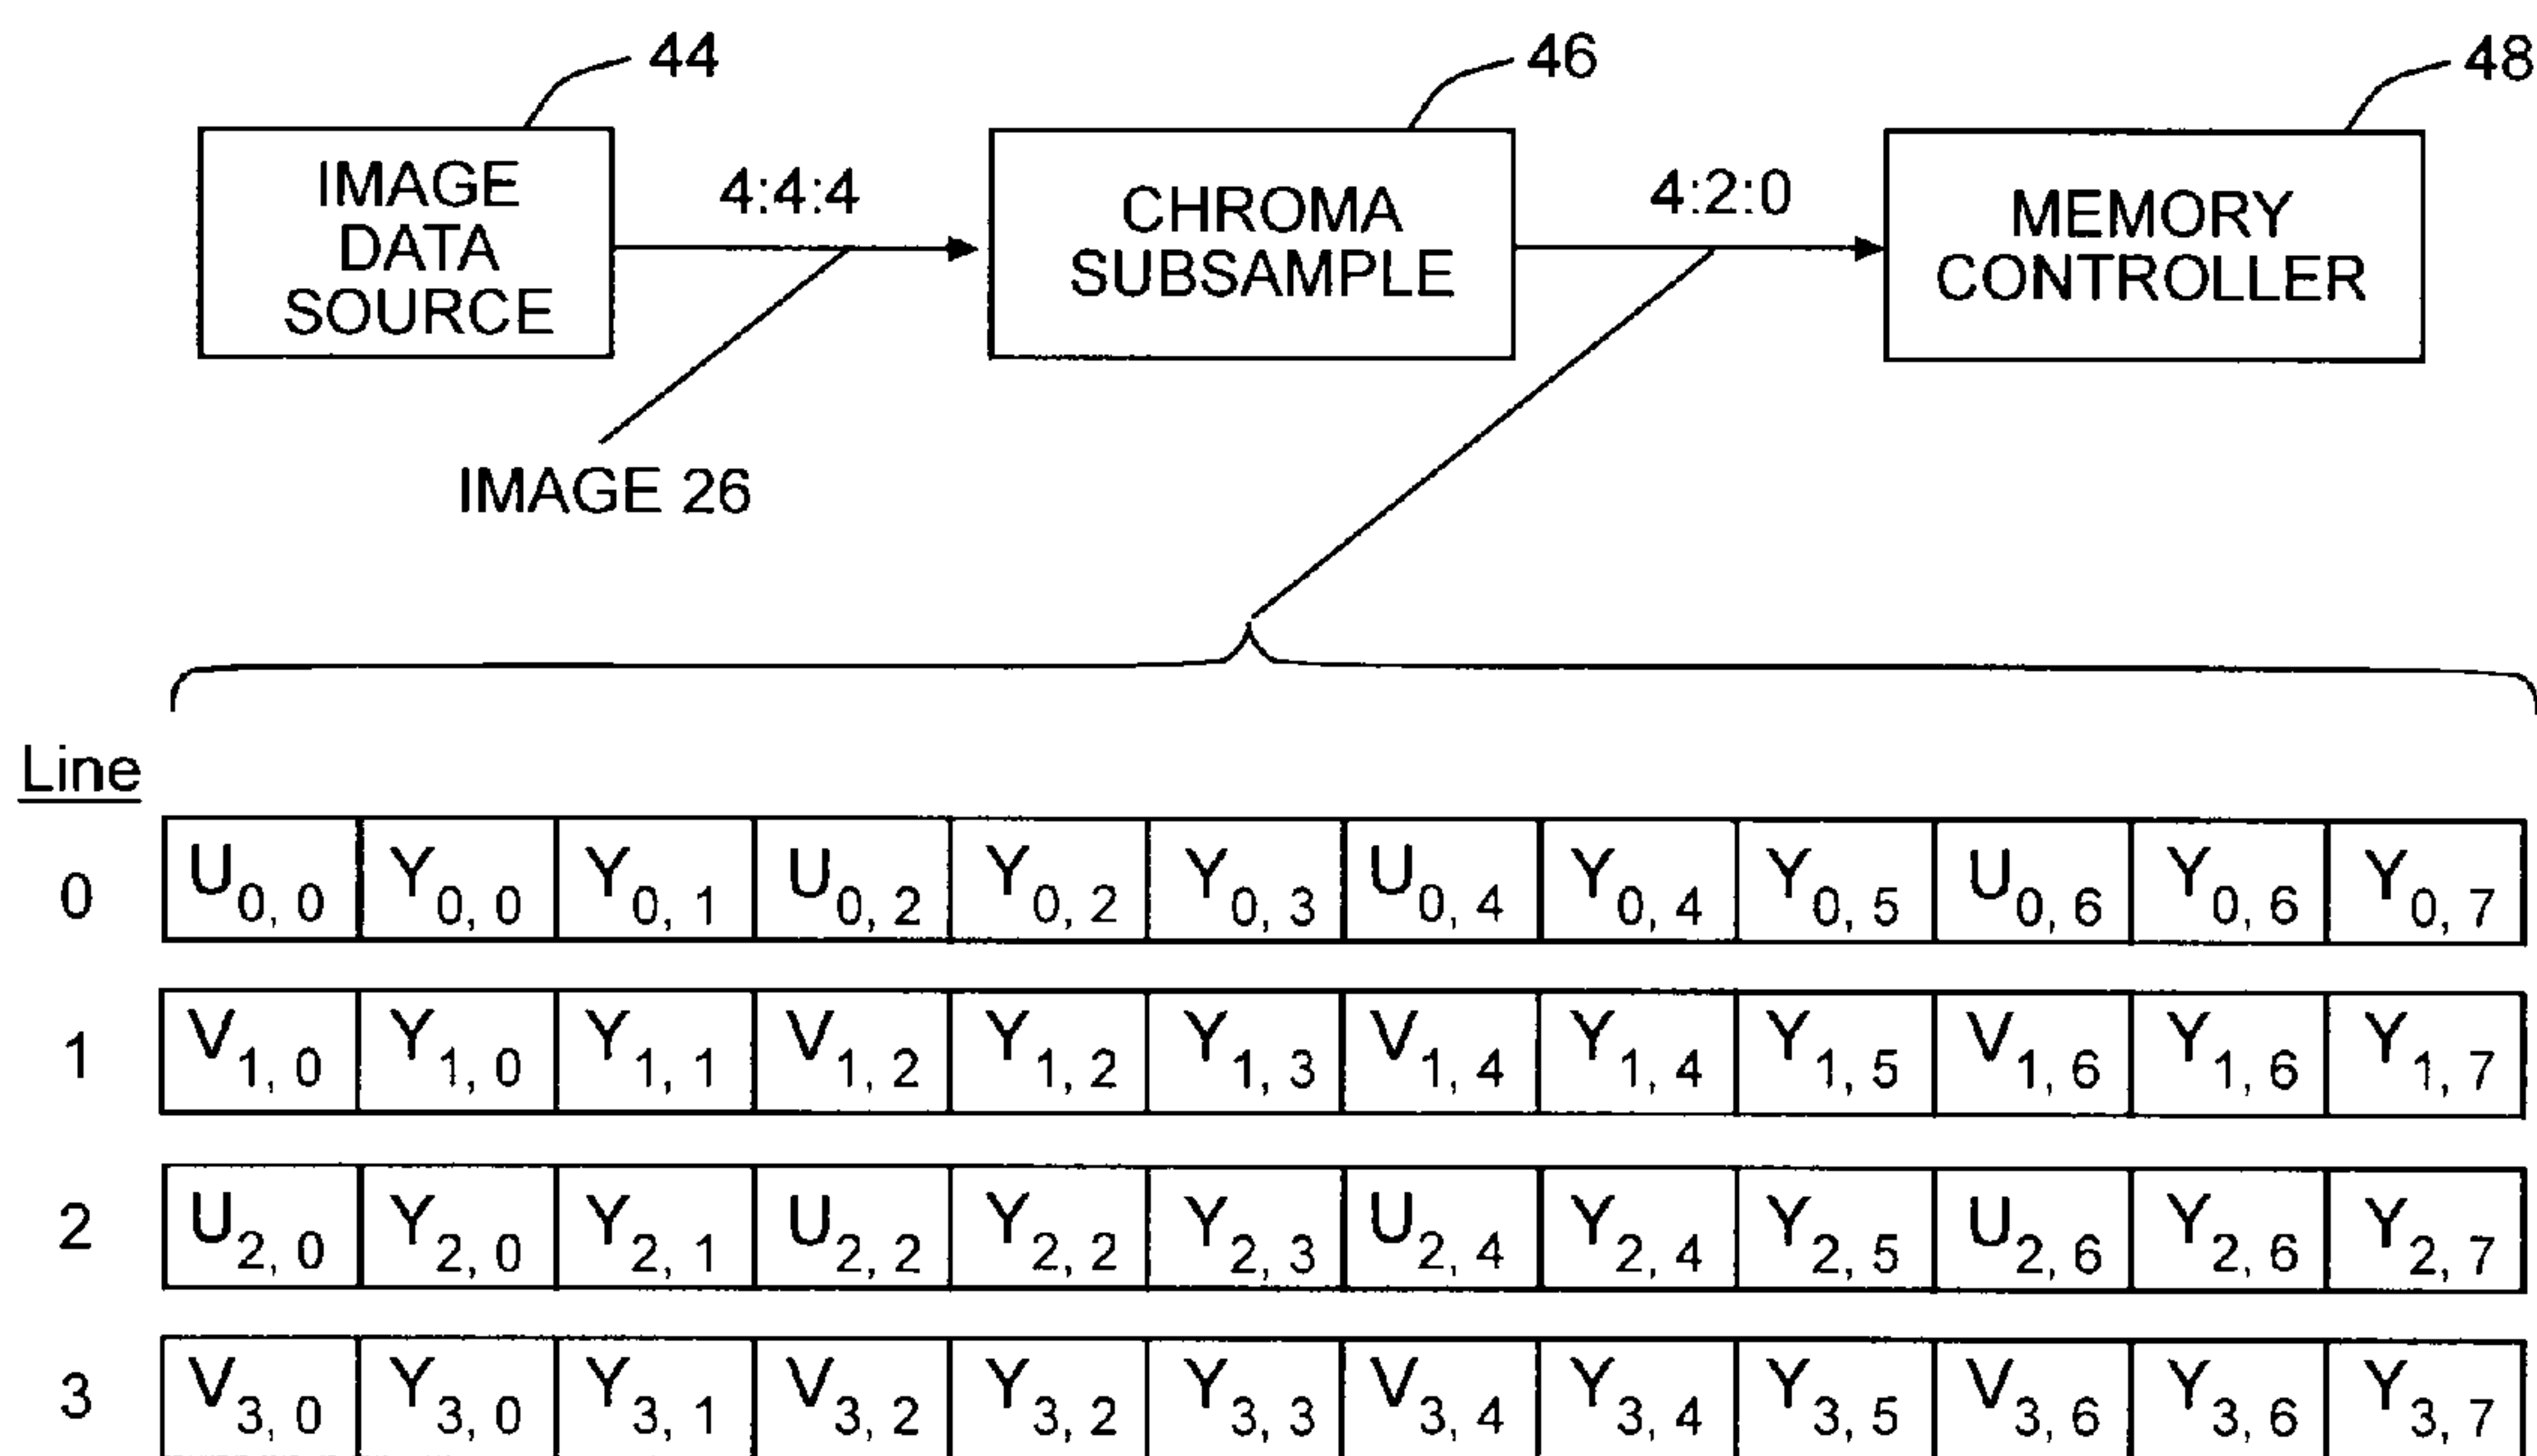 44 46 48
IMAGE DATA SOURCE
4:4:4
CHROMA SUBSAMPLE
4:2:0
MEMORY CONTROLLER
IMAGE 26
Line
0 U0, 0 Y0, 0 Y0, 1 U0, 2 Y0, 2 Y0, 3 U0, 4 Y0, 4 Y0, 5 U0, 6 Y0, 6 Y0, 7
1 V1, 0 Y1, 0 Y1, 1 V1, 2 Y1, 2 Y1, 3 V1, 4 Y1, 4 Y1, 5 V1, 6 Y1, 6 Y1, 7
2 U2, 0 Y2, 0 Y2, 1 U2, 2 Y2, 2 Y2, 3 U2, 4 Y2, 4 Y2, 5 U2, 6 Y2, 6 Y2, 7
3 V3, 0 Y3, 0 Y3, 1 V3, 2 Y3, 2 Y3, 3 V3, 4 Y3, 4 Y3, 5 V3, 6 Y3, 6 Y3, 7